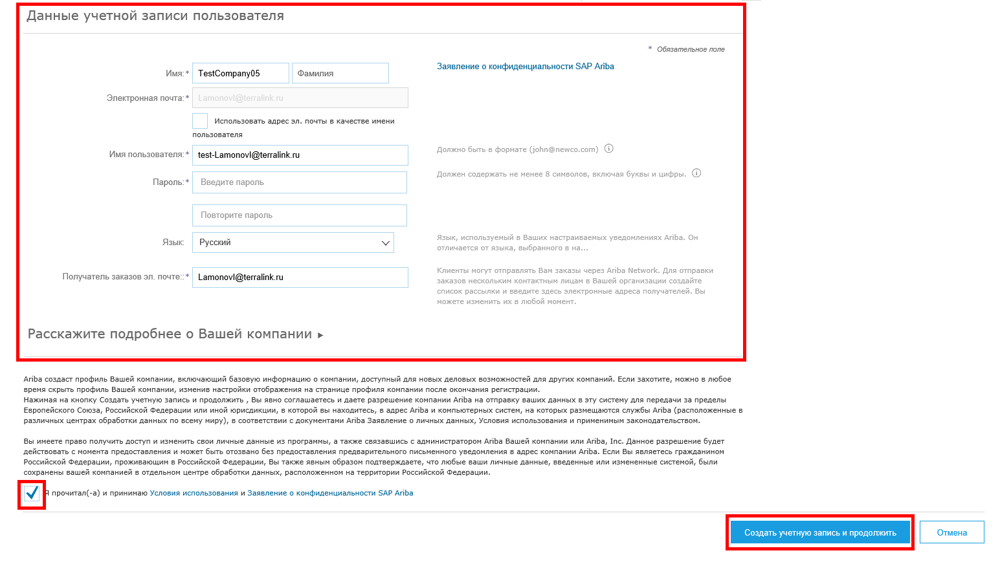 Данные учетной записи пользователя
* Обязательное поле
Имя:* TestCompany05 Фамилия Заявление о конфиденциальности SAP Ariba
Электронная почта:* Lamonovl@terralink.ru
Использовать адрес эл. почты в качестве имени
пользователя
Имя пользователя:* test-Lamonovl@terralink.ru Должно быть в формате (john@newco.com) i
Пароль:* Введите пароль Должен содержать не менее 8 символов, включая буквы и цифры. i
Повторите пароль
Язык: Русский Язык, используемый в Ваших настраиваемых уведомлениях Ariba. Он
отличается от языка, выбранного в на...
Получатель заказов эл. почте::* Lamonovl@terralink.ru Клиенты могут отправлять Вам заказы через Ariba Network. Для отправки
заказов нескольким контактным лицам в Вашей организации создайте
список рассылки и введите здесь электронные адреса получателей. Вы
можете изменить их в любой момент.
Расскажите подробнее о Вашей компании ►
Ariba создаст профиль Вашей компании, включающий базовую информацию о компании, доступный для новых деловых возможностей для других компаний. Если захотите, можно в любое
время скрыть профиль Вашей компании, изменив настройки отображения на странице профиля компании после окончания регистрации.
Нажимая на кнопку Создать учетную запись и продолжить , Вы явно соглашаетесь и даете разрешение компании Ariba на отправку ваших данных в эту систему для передачи за пределы
Европейского Союза, Российской Федерации или иной юрисдикции, в которой вы находитесь, в адрес Ariba и компьютерных систем, на которых размещаются службы Ariba (расположенные в
различных центрах обработки данных по всему миру), в соответствии с документами Ariba Заявление о личных данных, Условия использования и применимым законодательством.
Вы имеете право получить доступ и изменить свои личные данные из программы, а также связавшись с администратором Ariba Вашей компании или Ariba, Inc. Данное разрешение будет
действовать с момента предоставления и может быть отозвано без предоставления предварительного письменного уведомления в адрес компании Ariba. Если Вы являетесь гражданином
Российской Федерации, проживающим в Российской Федерации, Вы также явным образом подтверждаете, что любые ваши личные данные, введенные или измененные системой, были
сохранены вашей компанией в отдельном центре обработки данных, расположенном на территории Российской Федерации.
Я прочитал(-а) и принимаю Условия использования и Заявление о конфиденциальности SAP Ariba
Создать учетную запись и продолжить Отмена